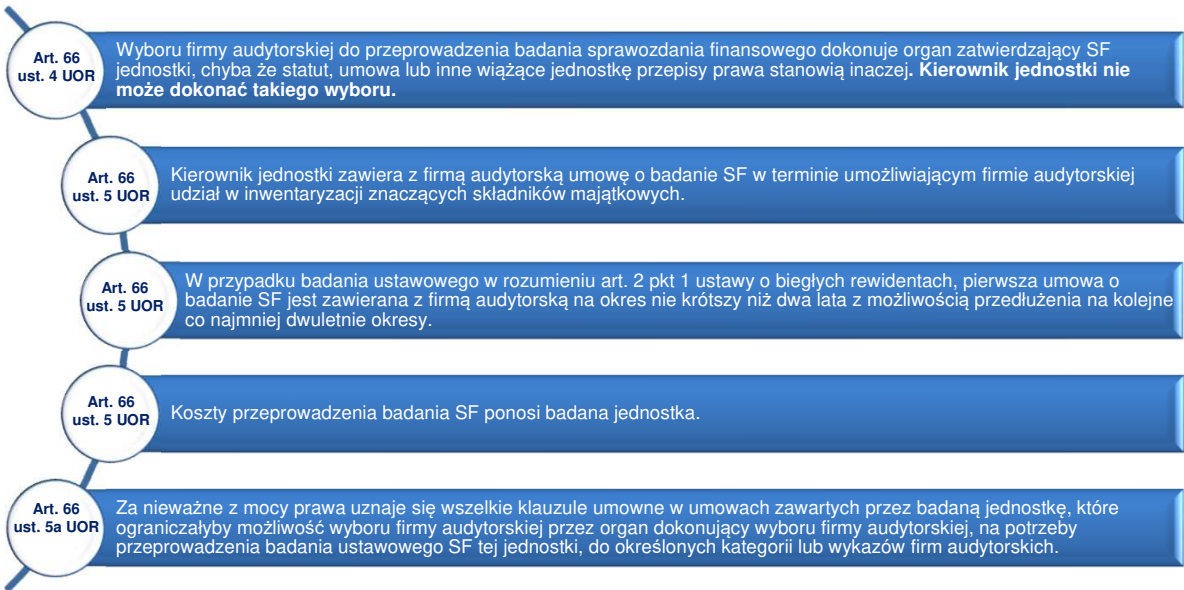 Art. 66
ust. 4 UOR
Wyboru firmy audytorskiej do przeprowadzenia badania sprawozdania finansowego dokonuje organ zatwierdzający SF
jednostki, chyba że statut, umowa lub inne wiążące jednostkę przepisy prawa stanowią inaczej. Kierownik jednostki nie
może dokonać takiego wyboru.
Art. 66
ust. 5 UOR
Kierownik jednostki zawiera z firmą audytorską umowę o badanie SF w terminie umożliwiającym firmie audytorskiej
udział w inwentaryzacji znaczących składników majątkowych.
Art. 66
ust. 5 UOR
W przypadku badania ustawowego w rozumieniu art. 2 pkt 1 ustawy o biegłych rewidentach, pierwsza umowa o
badanie SF jest zawierana z firmą audytorską na okres nie krótszy niż dwa lata z możliwością przedłużenia na kolejne
co najmniej dwuletnie okresy.
Art. 66
ust. 5 UOR
Koszty przeprowadzenia badania SF ponosi badana jednostka.
Art. 66
ust. 5a UOR
Za nieważne z mocy prawa uznaje się wszelkie klauzule umowne w umowach zawartych przez badaną jednostkę, które
ograniczałyby możliwość wyboru firmy audytorskiej przez organ dokonujący wyboru firmy audytorskiej, na potrzeby
przeprowadzenia badania ustawowego SF tej jednostki, do określonych kategorii lub wykazów firm audytorskich.